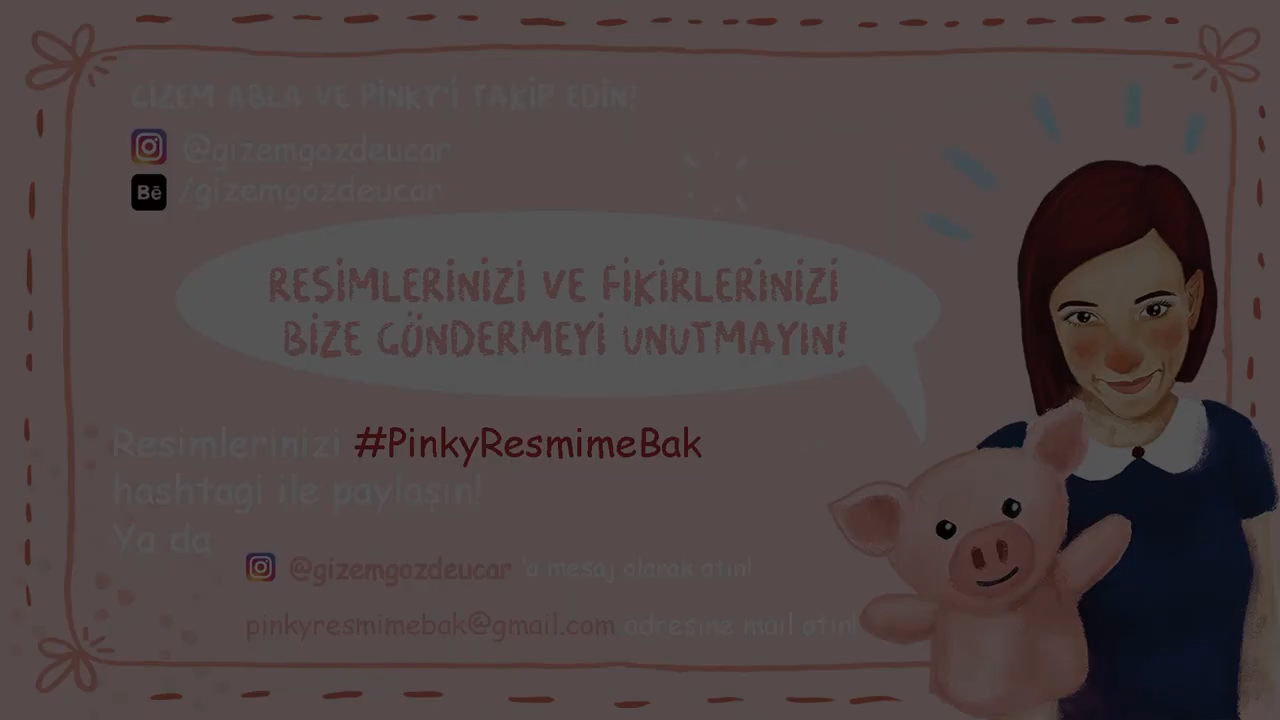 GİZEM ABLA VE PİNKY'İ TAKİP EDİN!
@gizemgozdeucar
Bē /gizemgozdeucar
RESİMLERİNİZİ VE FİKİRLERİNİZİ
BİZE GÖNDERMEYİ UNUTMAYIN!
Resimlerinizi #PinkyResmimeBak
hashtagi ile paylaşın!
Ya da
@gizemgozdeucar 'a mesaj olarak atın!
pinkyresmimebak@gmail.com adresine mail atın!